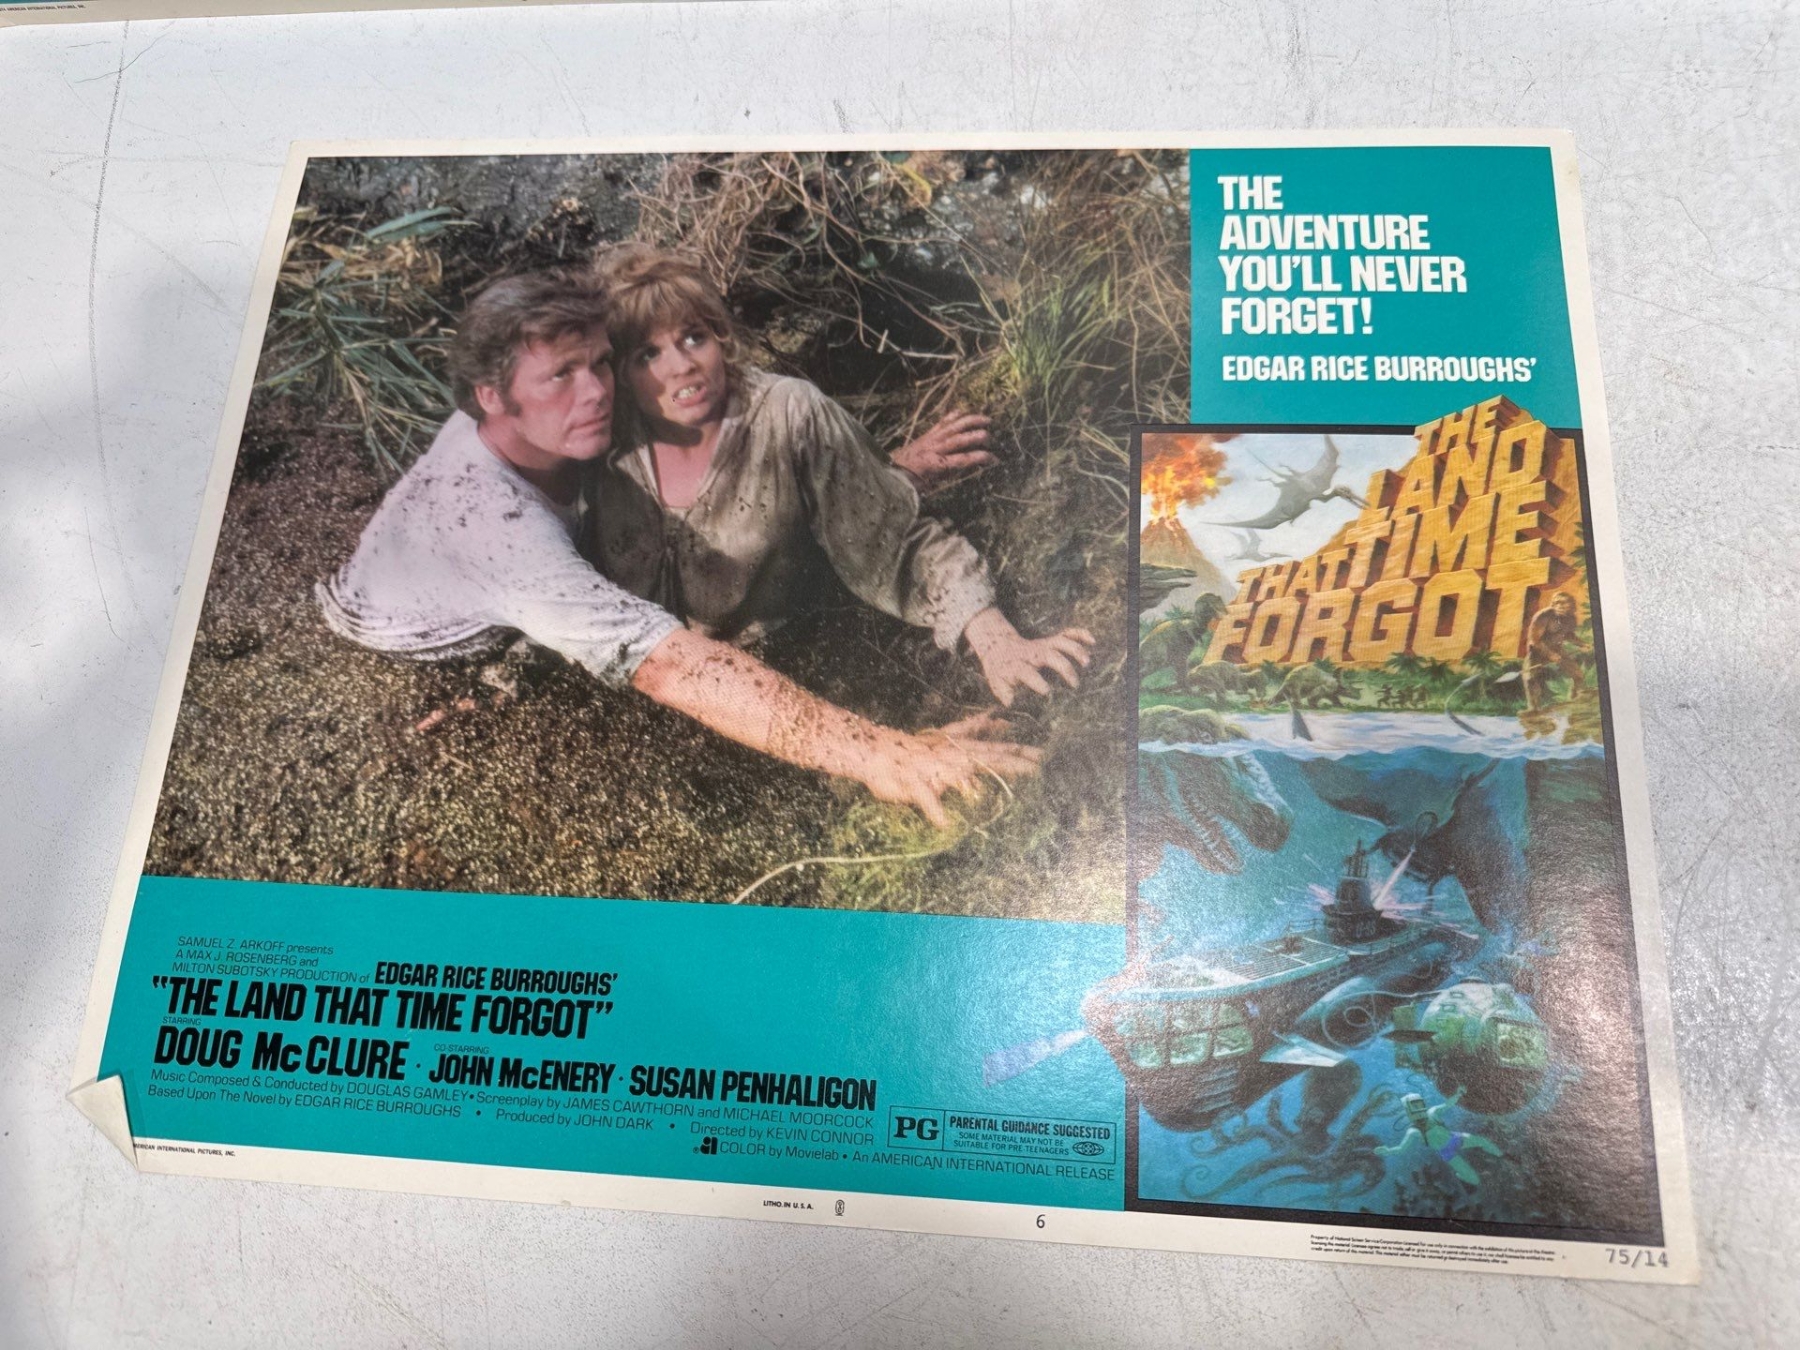 THE
ADVENTURE
YOU'LL NEVER
FORGET!
EDGAR RICE BURROUGHS'
THE
LAND
THAT TIME
FORGOT
SAMUEL Z. ARKOFF presents
A MAX J. ROSENBERG and
MILTON SUBOTSKY PRODUCTION of EDGAR RICE BURROUGHS'
"THE LAND THAT TIME FORGOT"
STARRING
DOUG McCLURE · CO-STARRING JOHN McENERY · SUSAN PENHALIGON
Music Composed & Conducted by DOUGLAS GAMLEY • Screenplay by JAMES CAWTHORN and MICHAEL MOORCOCK
Based Upon The Novel by EDGAR RICE BURROUGHS • Produced by JOHN DARK • Directed by KEVIN CONNOR
COLOR by Movielab • An AMERICAN INTERNATIONAL RELEASE
PG PARENTAL GUIDANCE SUGGESTED
SOME MATERIAL MAY NOT BE
SUITABLE FOR PRE-TEENAGERS
AMERICAN INTERNATIONAL PICTURES, INC.
LITHO. IN U.S.A.
6
75/14